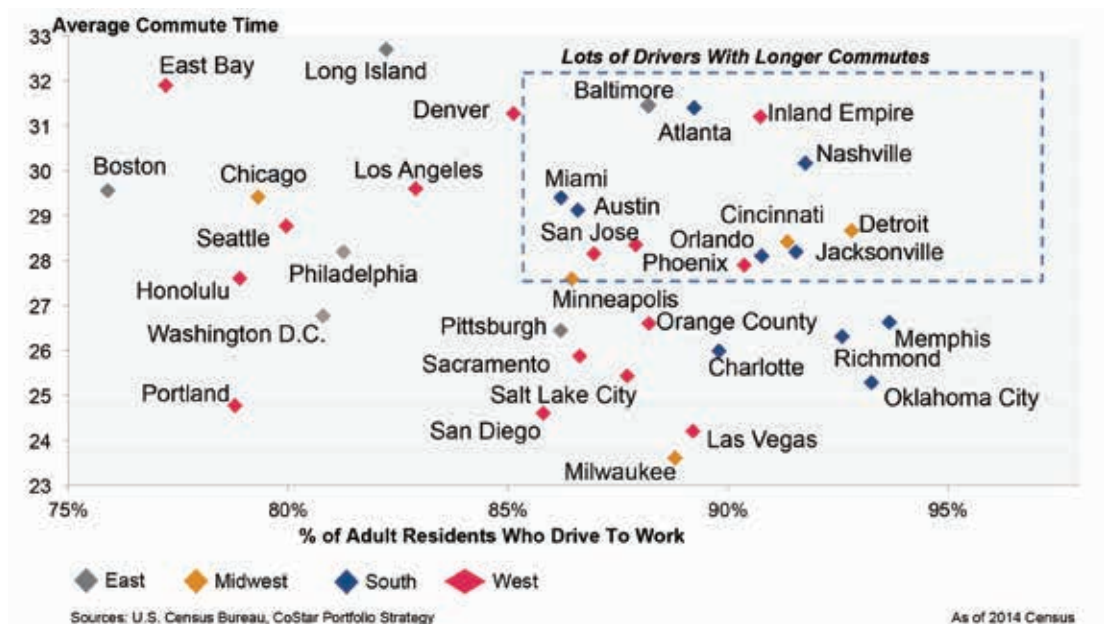 Average Commute Time
33
32
31
30
29
28
27
26
25
24
23
Lots of Drivers With Longer Commutes
East Bay
Long Island
Baltimore
Denver
Atlanta
Inland Empire
Nashville
Boston
Chicago
Los Angeles
Miami
Austin
Cincinnati
Detroit
Seattle
San Jose
Orlando
Jacksonville
Philadelphia
Phoenix
Honolulu
Minneapolis
Washington D.C.
Pittsburgh
Orange County
Memphis
Sacramento
Charlotte
Richmond
Portland
Salt Lake City
Oklahoma City
San Diego
Las Vegas
Milwaukee
75% 80% 85% 90% 95%
% of Adult Residents Who Drive To Work
East Midwest South West
Sources: U.S. Census Bureau, CoStar Portfolio Strategy As of 2014 Census